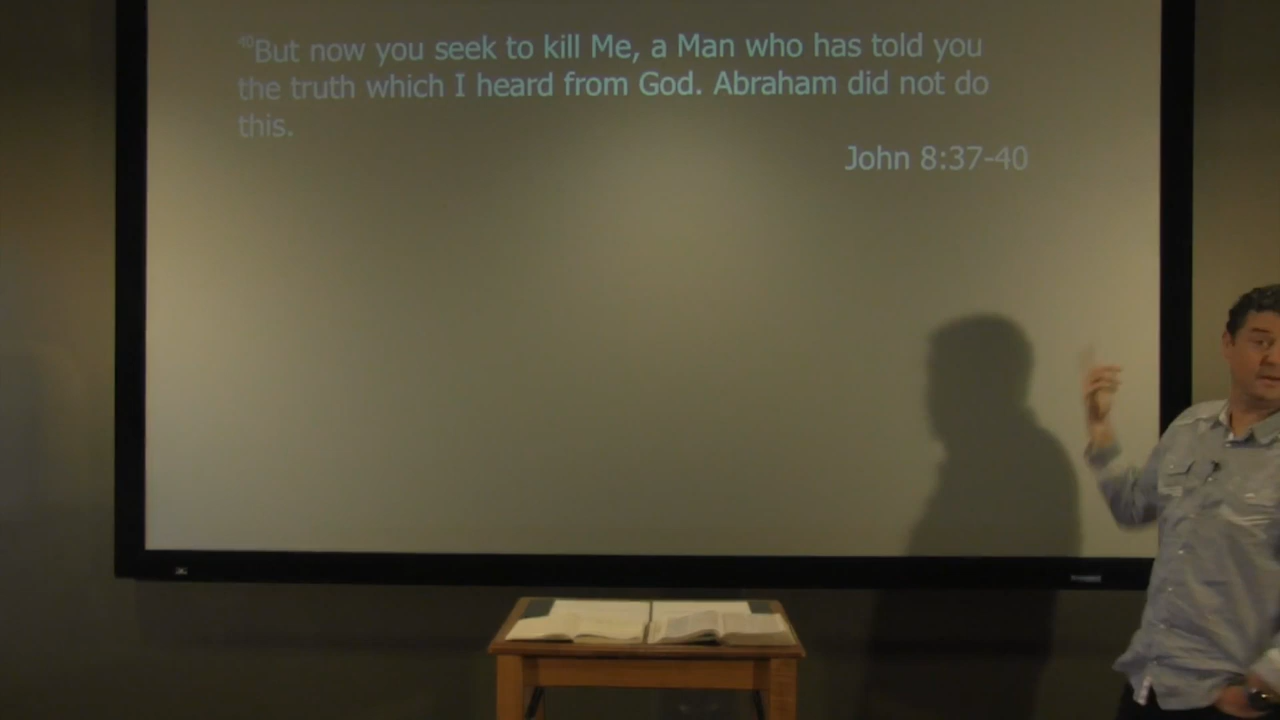 40But now you seek to kill Me, a Man who has told you
the truth which I heard from God. Abraham did not do
this.
John 8:37-40